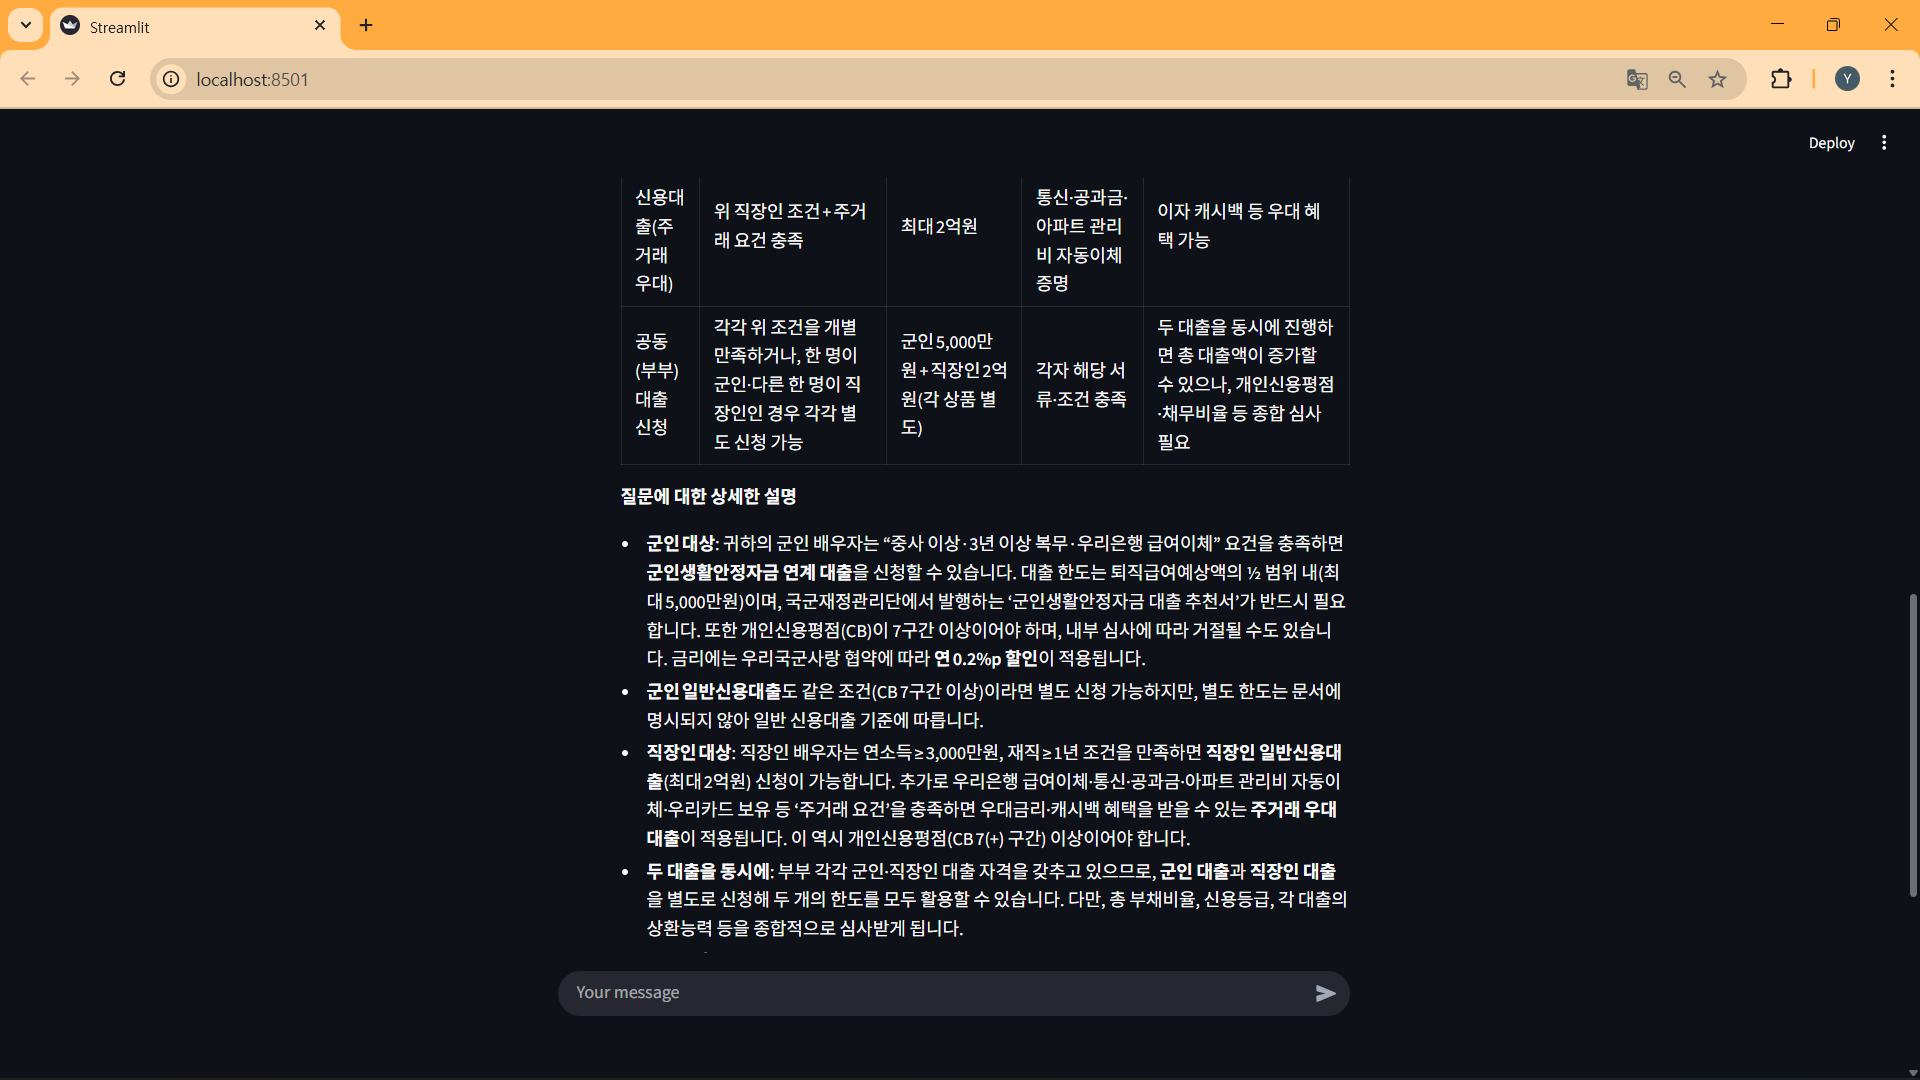 Streamlit
localhost:8501
Y
Deploy
신용대
출(주
거래
우대)
위 직장인 조건+주거
래 요건 충족
최대 2억원
통신·공과금·
아파트 관리
비 자동이체
증명
이자 캐시백 등 우대 혜
택 가능
공동
(부부)
대출
신청
각각 위 조건을 개별
만족하거나, 한 명이
군인·다른 한 명이 직
장인인 경우 각각 별
도 신청 가능
군인 5,000만
원+직장인 2억
원(각 상품 별
도)
각자 해당 서
류·조건 충족
두 대출을 동시에 진행하
면 총 대출액이 증가할
수 있으나, 개인신용평점
·채무비율 등 종합 심사
필요
질문에 대한 상세한 설명
• 군인 대상: 귀하의 군인 배우자는 “중사 이상·3년 이상 복무·우리은행 급여이체” 요건을 충족하면
군인생활안정자금 연계 대출을 신청할 수 있습니다. 대출 한도는 퇴직급여예상액의 ½ 범위 내(최
대 5,000만원)이며, 국군재정관리단에서 발행하는 ‘군인생활안정자금 대출 추천서’가 반드시 필요
합니다. 또한 개인신용평점(CB)이 7구간 이상이어야 하며, 내부 심사에 따라 거절될 수도 있습니
다. 금리에는 우리국군사랑 협약에 따라 연 0.2%p 할인이 적용됩니다.
• 군인 일반신용대출도 같은 조건(CB 7구간 이상)이라면 별도 신청 가능하지만, 별도 한도는 문서에
명시되지 않아 일반 신용대출 기준에 따릅니다.
• 직장인 대상: 직장인 배우자는 연소득≥3,000만원, 재직≥1년 조건을 만족하면 직장인 일반신용대
출(최대 2억원) 신청이 가능합니다. 추가로 우리은행 급여이체·통신·공과금·아파트 관리비 자동이
체·우리카드 보유 등 ‘주거래 요건’을 충족하면 우대금리·캐시백 혜택을 받을 수 있는 주거래 우대
대출이 적용됩니다. 이 역시 개인신용평점(CB 7(+) 구간) 이상이어야 합니다.
• 두 대출을 동시에: 부부 각각 군인·직장인 대출 자격을 갖추고 있으므로, 군인 대출과 직장인 대출
을 별도로 신청해 두 개의 한도를 모두 활용할 수 있습니다. 다만, 총 부채비율, 신용등급, 각 대출의
상환능력 등을 종합적으로 심사받게 됩니다.
Your message